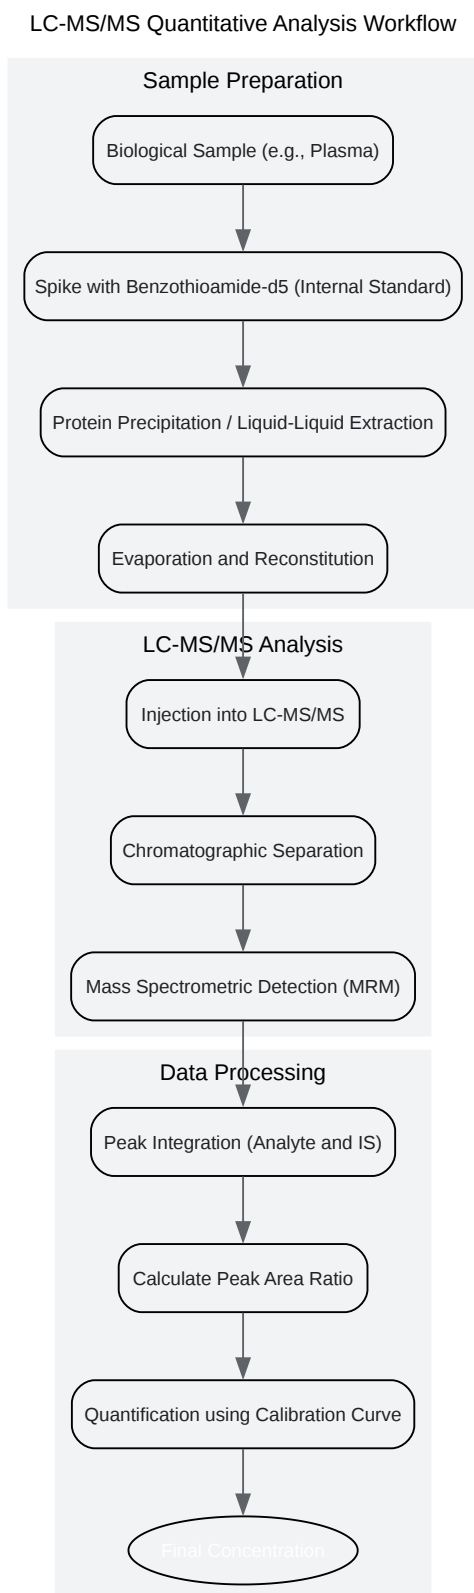 LC-MS/MS Quantitative Analysis Workflow
Sample Preparation
Biological Sample (e.g., Plasma)
Spike with Benzothioamide-d5 (Internal Standard)
Protein Precipitation / Liquid-Liquid Extraction
Evaporation and Reconstitution
LC-MS/MS Analysis
Injection into LC-MS/MS
Chromatographic Separation
Mass Spectrometric Detection (MRM)
Data Processing
Peak Integration (Analyte and IS)
Calculate Peak Area Ratio
Quantification using Calibration Curve
Final Concentration